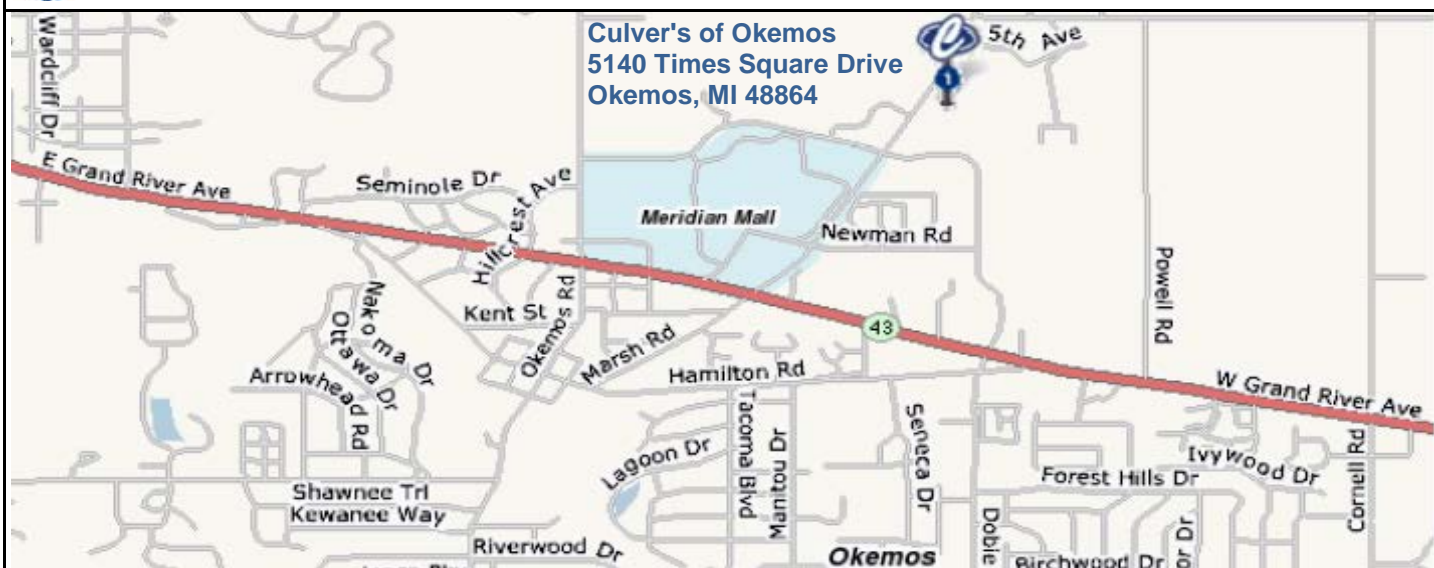 Culver's of Okemos
5140 Times Square Drive
Okemos, MI 48864
5th Ave
Wardcliff Dr
E Grand River Ave
Seminole Dr
Hillcrest Ave
Meridian Mall
Newman Rd
Powell Rd
Kent St
Okemos Rd
Marsh Rd
43
Nakoma Dr
Ottawa Dr
Arrowhead Rd
Hamilton Rd
W Grand River Ave
Tacoma Blvd
Manitou Dr
Seneca Dr
Lagoon Dr
Ivywood Dr
Forest Hills Dr
Cornell Rd
Shawnee Trl
Kewanee Way
Riverwood Dr
Okemos
Dobie
Birchwood Dr
or Dr
1